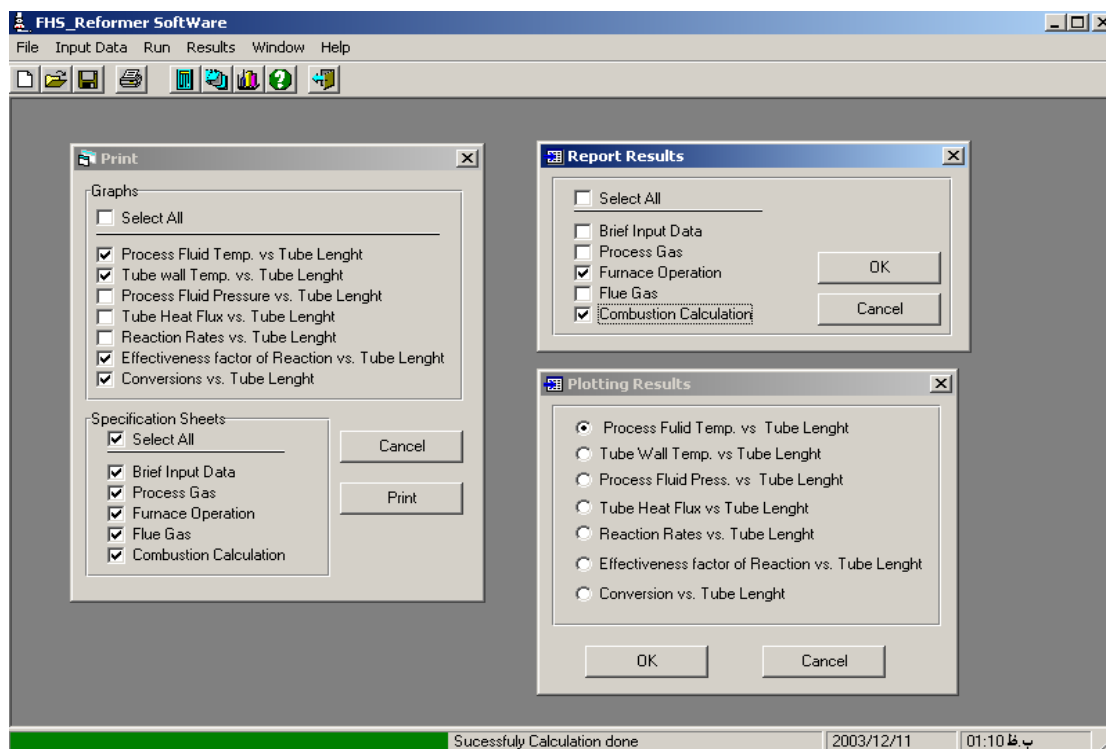 FHS_Reformer SoftWare
File Input Data Run Results Window Help
Print
Graphs
Select All
Process Fluid Temp. vs Tube Lenght
Tube wall Temp. vs. Tube Lenght
Process Fluid Pressure vs. Tube Lenght
Tube Heat Flux vs. Tube Lenght
Reaction Rates vs. Tube Lenght
Effectiveness factor of Reaction vs. Tube Lenght
Conversions vs. Tube Lenght
Specification Sheets
Select All
Brief Input Data
Process Gas
Furnace Operation
Flue Gas
Combustion Calculation
Cancel
Print
Report Results
Select All
Brief Input Data
Process Gas
Furnace Operation
Flue Gas
Combustion Calculation
OK
Cancel
Plotting Results
Process Fulid Temp. vs Tube Lenght
Tube Wall Temp. vs Tube Lenght
Process Fluid Press. vs Tube Lenght
Tube Heat Flux vs Tube Lenght
Reaction Rates vs. Tube Lenght
Effectiveness factor of Reaction vs. Tube Lenght
Conversion vs. Tube Lenght
OK
Cancel
Sucessfuly Calculation done
2003/12/11
01:10 ب.ظ